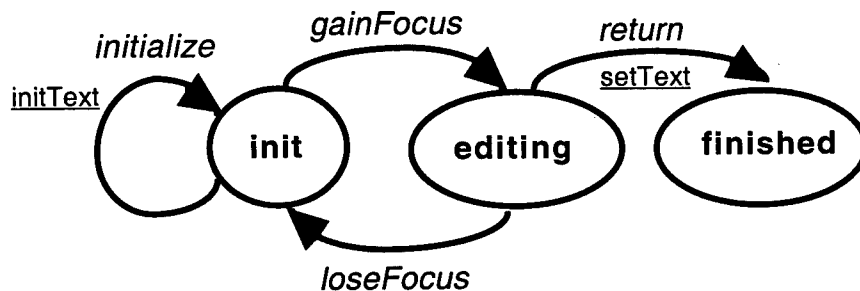 initialize
gainFocus
return
initText
setText
init
editing
finished
loseFocus